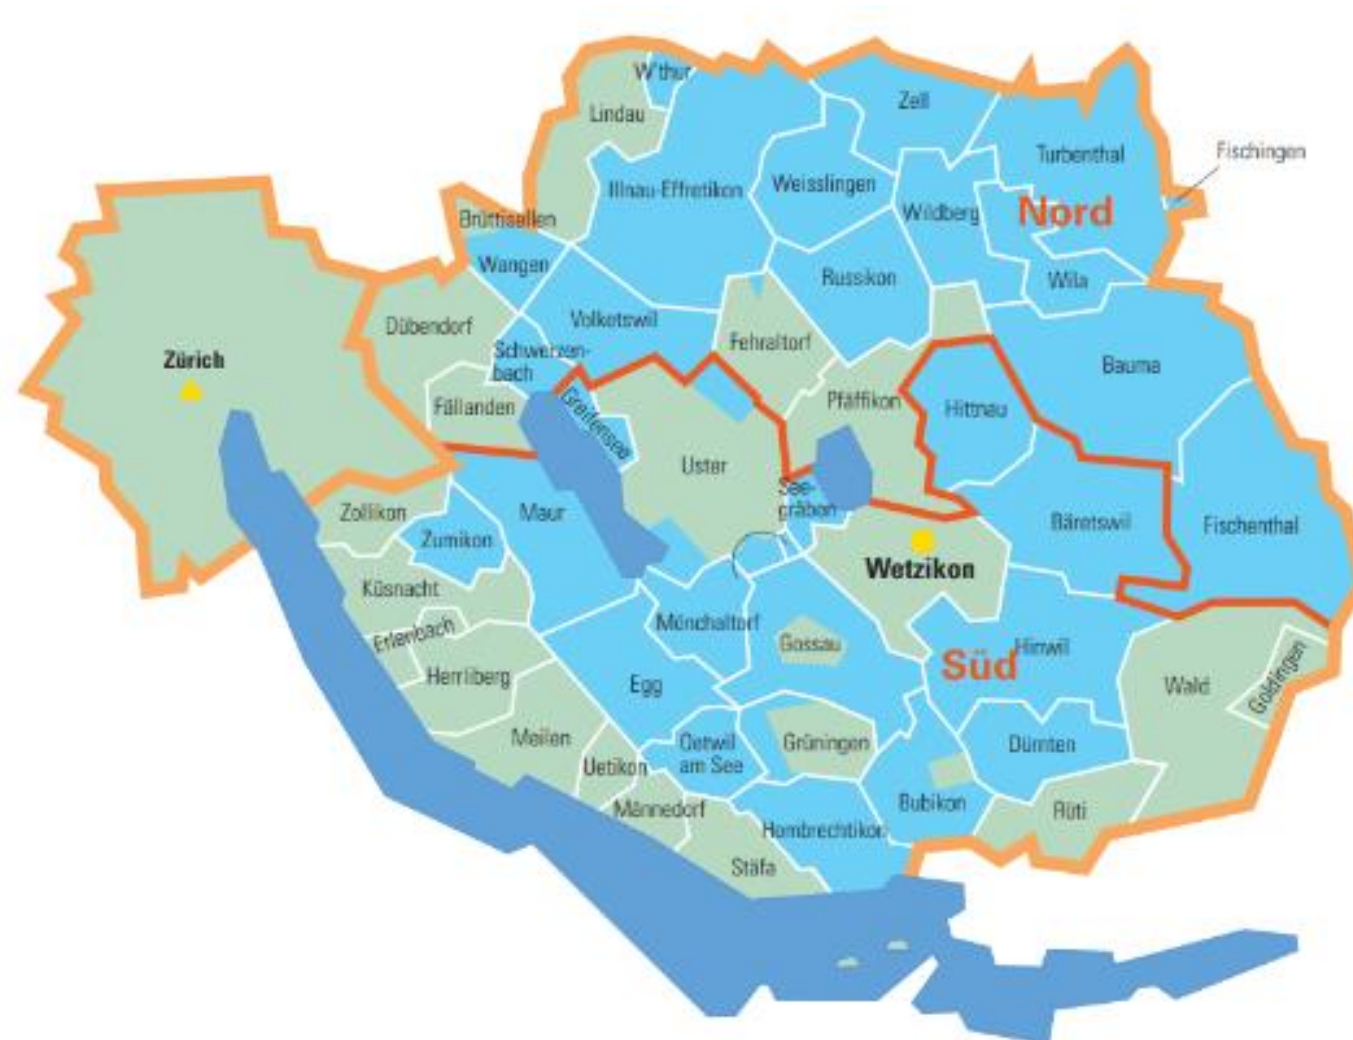 W'thur
Lindau
Zell
Turbenthal
Fischingen
Illnau-Effretikon
Weisslingen
Wildberg
Nord
Brüttisellen
Wangen
Russikon
Wila
Dübendorf
Volketswil
Fehraltorf
Zürich
Schwerzen-
bach
Bauma
Fällanden
Greifensee
Pfäffikon
Hittnau
Uster
See-
gräben
Zollikon
Maur
Zumikon
Bäretswil
Fischenthal
Wetzikon
Küsnacht
Erlenbach
Mönchaltorf
Gossau
Hinwil
Süd
Herrliberg
Egg
Wald
Goldingen
Meilen
Oetwil
am See
Grüningen
Dürnten
Uetikon
Männedorf
Hombrechtikon
Bubikon
Rüti
Stäfa